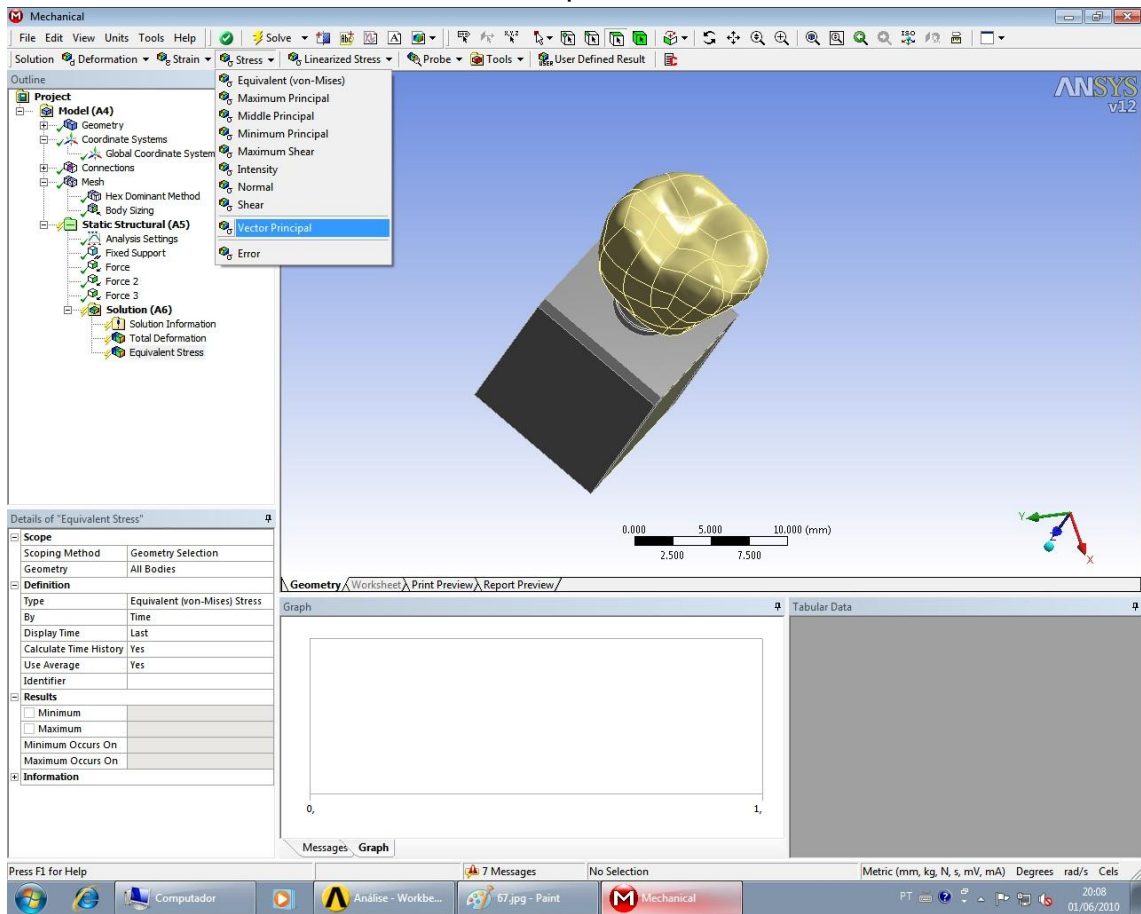 Mechanical
File Edit View Units Tools Help Solve
Solution Deformation Strain Stress Linearized Stress Probe Tools User Defined Result
Outline
Project
Model (A4)
Geometry
Coordinate Systems
Global Coordinate System
Connections
Mesh
Hex Dominant Method
Body Sizing
Static Structural (A5)
Analysis Settings
Fixed Support
Force
Force 2
Force 3
Solution (A6)
Solution Information
Total Deformation
Equivalent Stress
Equivalent (von-Mises)
Maximum Principal
Middle Principal
Minimum Principal
Maximum Shear
Intensity
Normal
Shear
Vector Principal
Error
ANSYS
v12
0.000 5.000 10.000 (mm)
2.500 7.500
Y
Z
X
Geometry Worksheet Print Preview Report Preview
Details of "Equivalent Stress"
Scope
Scoping Method Geometry Selection
Geometry All Bodies
Definition
Type Equivalent (von-Mises) Stress
By Time
Display Time Last
Calculate Time History Yes
Use Average Yes
Identifier
Results
Minimum
Maximum
Minimum Occurs On
Maximum Occurs On
Information
Graph
0, 1,
Messages Graph
Tabular Data
Press F1 for Help 7 Messages No Selection Metric (mm, kg, N, s, mV, mA) Degrees rad/s Cels
Computador Análise - Workbe... 67.jpg - Paint Mechanical PT 20:08
01/06/2010